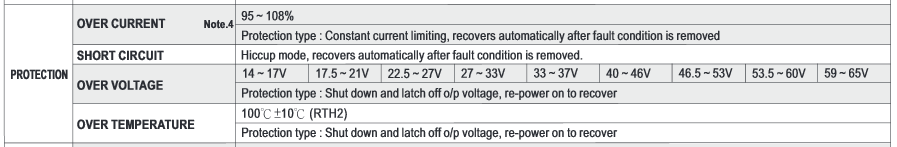 PROTECTION
OVER CURRENT Note.4
95 ~ 108%
Protection type : Constant current limiting, recovers automatically after fault condition is removed
SHORT CIRCUIT
Hiccup mode, recovers automatically after fault condition is removed.
OVER VOLTAGE
14 ~ 17V 17.5 ~ 21V 22.5 ~ 27V 27 ~ 33V 33 ~ 37V 40 ~ 46V 46.5 ~ 53V 53.5 ~ 60V 59 ~ 65V
Protection type : Shut down and latch off o/p voltage, re-power on to recover
OVER TEMPERATURE
100℃ ±10℃ (RTH2)
Protection type : Shut down and latch off o/p voltage, re-power on to recover